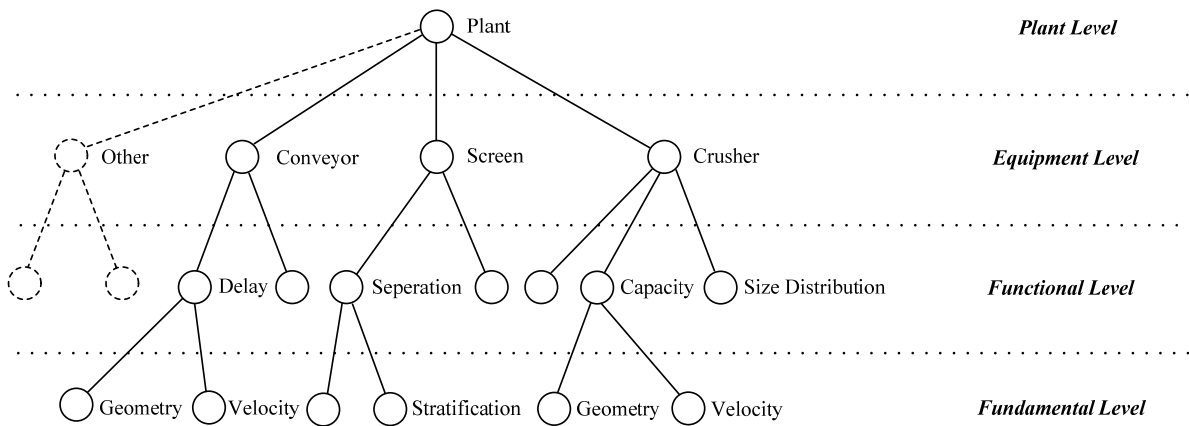 Plant Plant Level
Other Conveyor Screen Crusher Equipment Level
Delay Seperation Capacity Size Distribution Functional Level
Geometry Velocity Stratification Geometry Velocity Fundamental Level